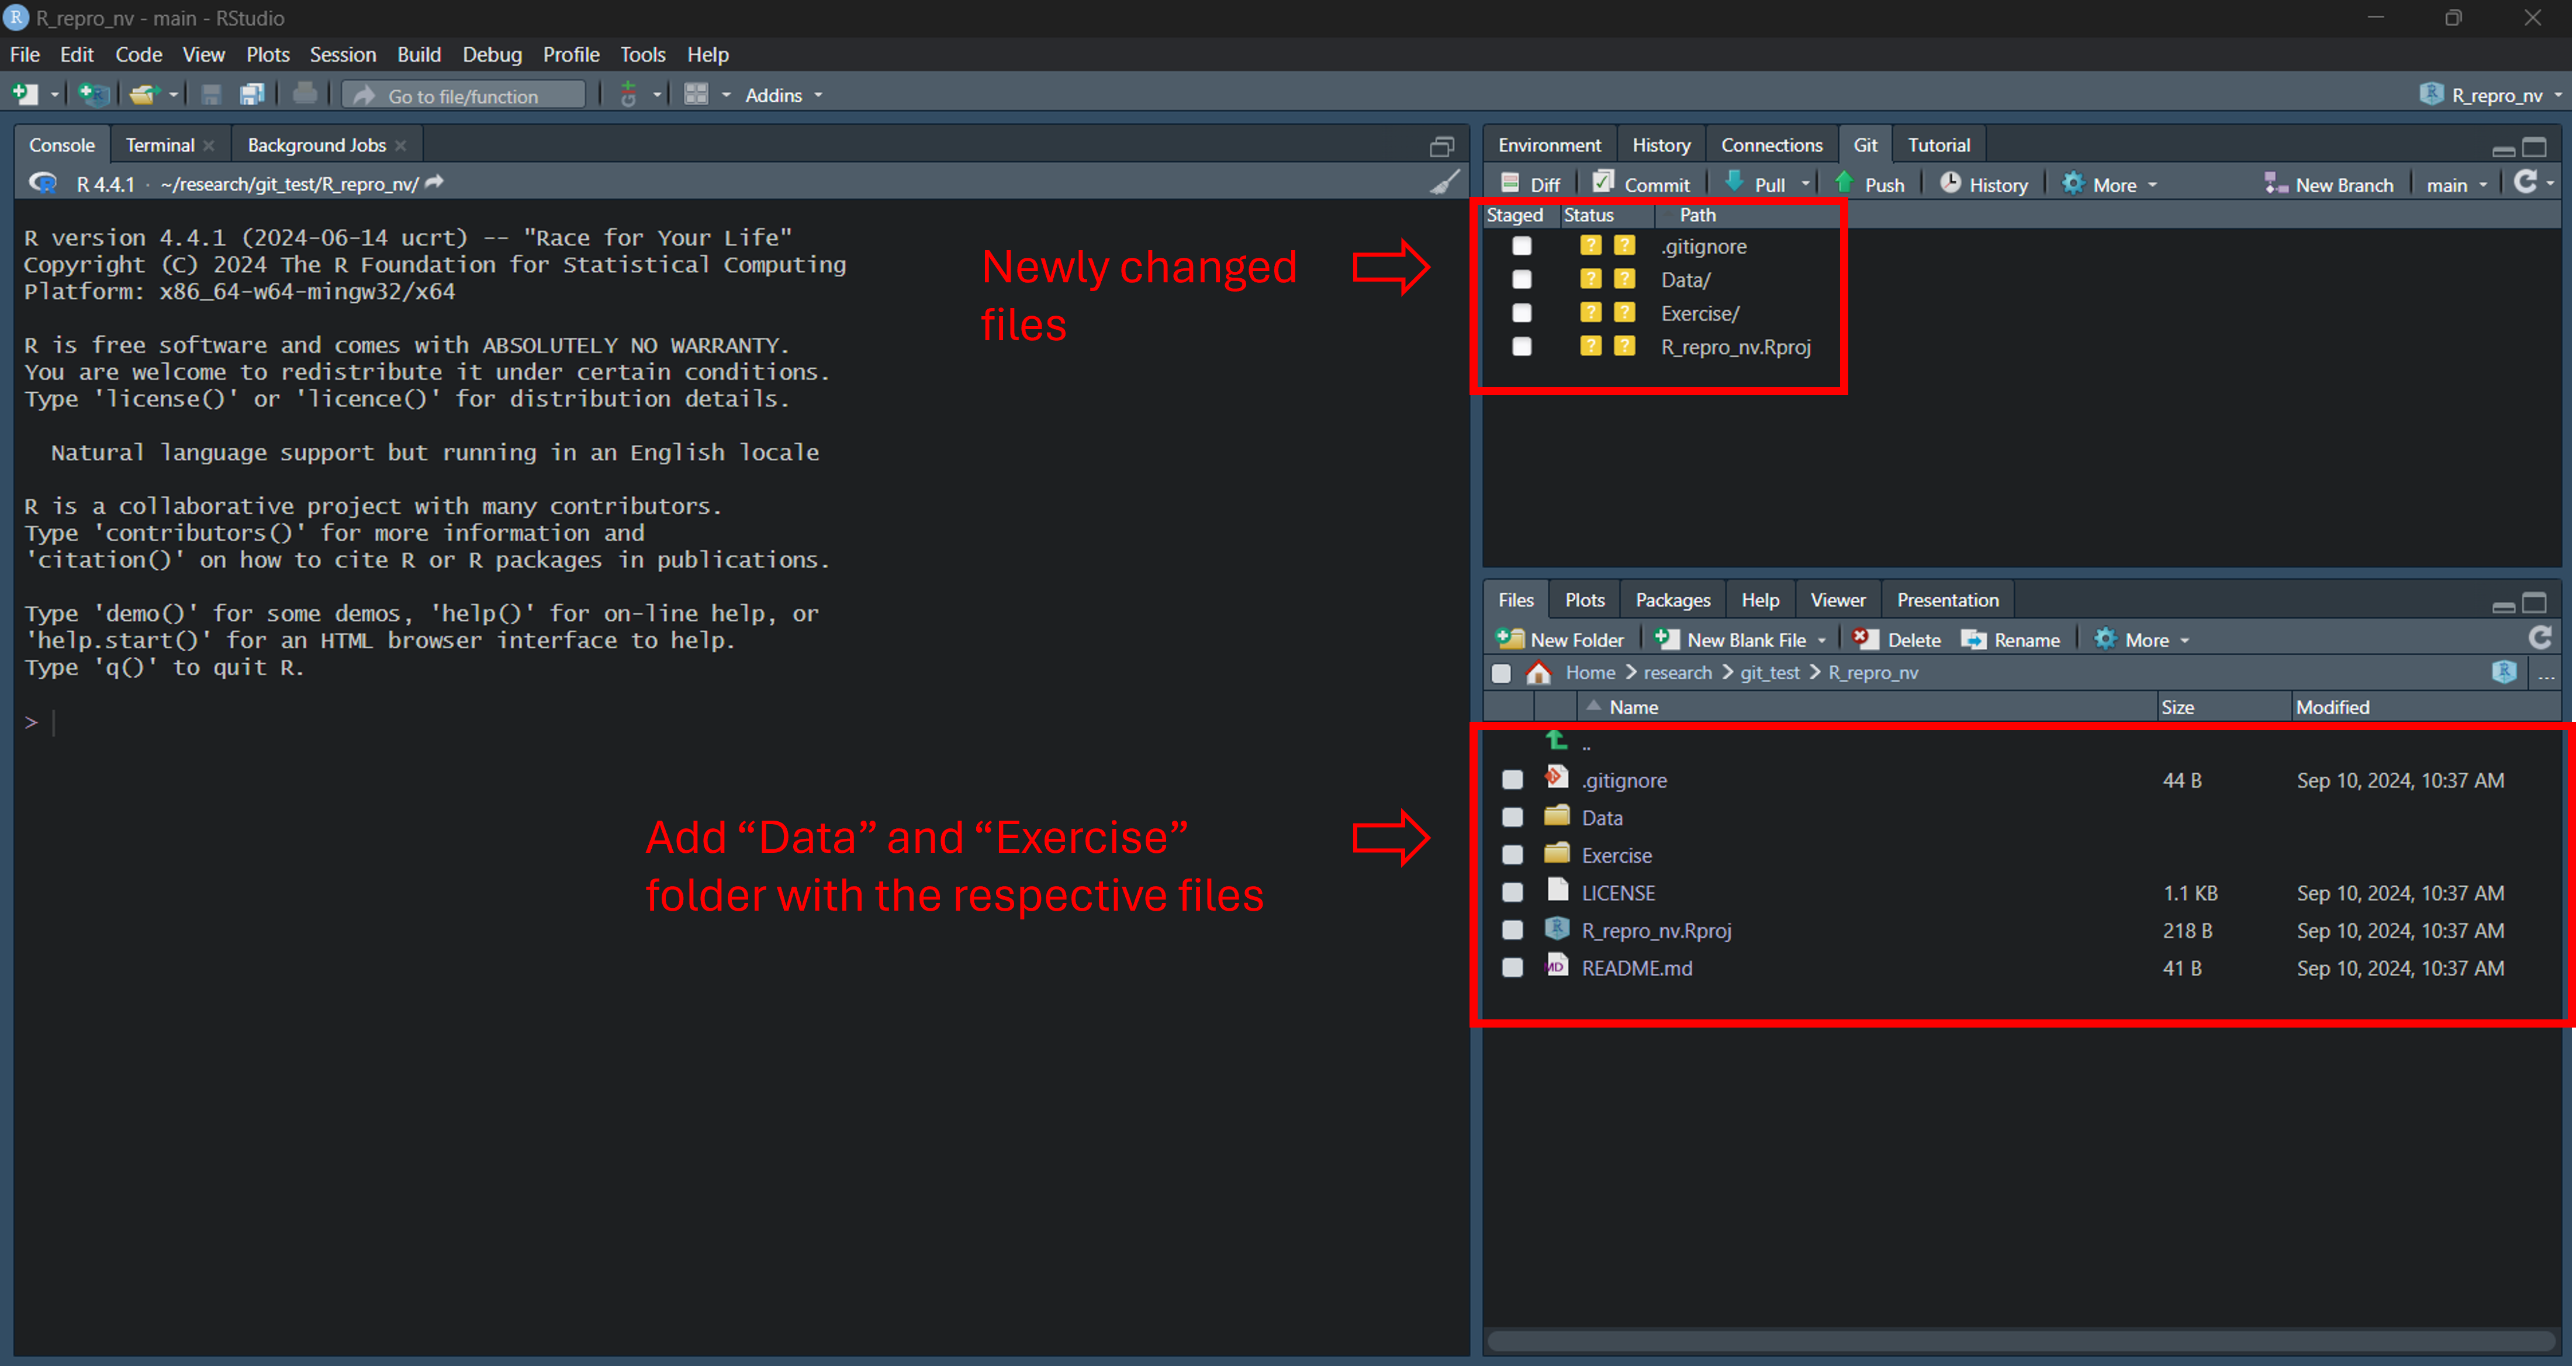 R_repro_nv - main - RStudio
File Edit Code View Plots Session Build Debug Profile Tools Help
Go to file/function Addins R_repro_nv
Console Terminal Background Jobs
R 4.4.1 · ~/research/git_test/R_repro_nv/
R version 4.4.1 (2024-06-14 ucrt) -- "Race for Your Life"
Copyright (C) 2024 The R Foundation for Statistical Computing
Platform: x86_64-w64-mingw32/x64
R is free software and comes with ABSOLUTELY NO WARRANTY.
You are welcome to redistribute it under certain conditions.
Type 'license()' or 'licence()' for distribution details.
Natural language support but running in an English locale
R is a collaborative project with many contributors.
Type 'contributors()' for more information and
'citation()' on how to cite R or R packages in publications.
Type 'demo()' for some demos, 'help()' for on-line help, or
'help.start()' for an HTML browser interface to help.
Type 'q()' to quit R.
>
Newly changed
files
Add “Data” and “Exercise”
folder with the respective files
Environment History Connections Git Tutorial
Diff Commit Pull Push History More New Branch main
Staged Status Path
? ? .gitignore
? ? Data/
? ? Exercise/
? ? R_repro_nv.Rproj
Files Plots Packages Help Viewer Presentation
New Folder New Blank File Delete Rename More
Home research git_test R_repro_nv ...
Name Size Modified
..
.gitignore 44 B Sep 10, 2024, 10:37 AM
Data
Exercise
LICENSE 1.1 KB Sep 10, 2024, 10:37 AM
R_repro_nv.Rproj 218 B Sep 10, 2024, 10:37 AM
README.md 41 B Sep 10, 2024, 10:37 AM